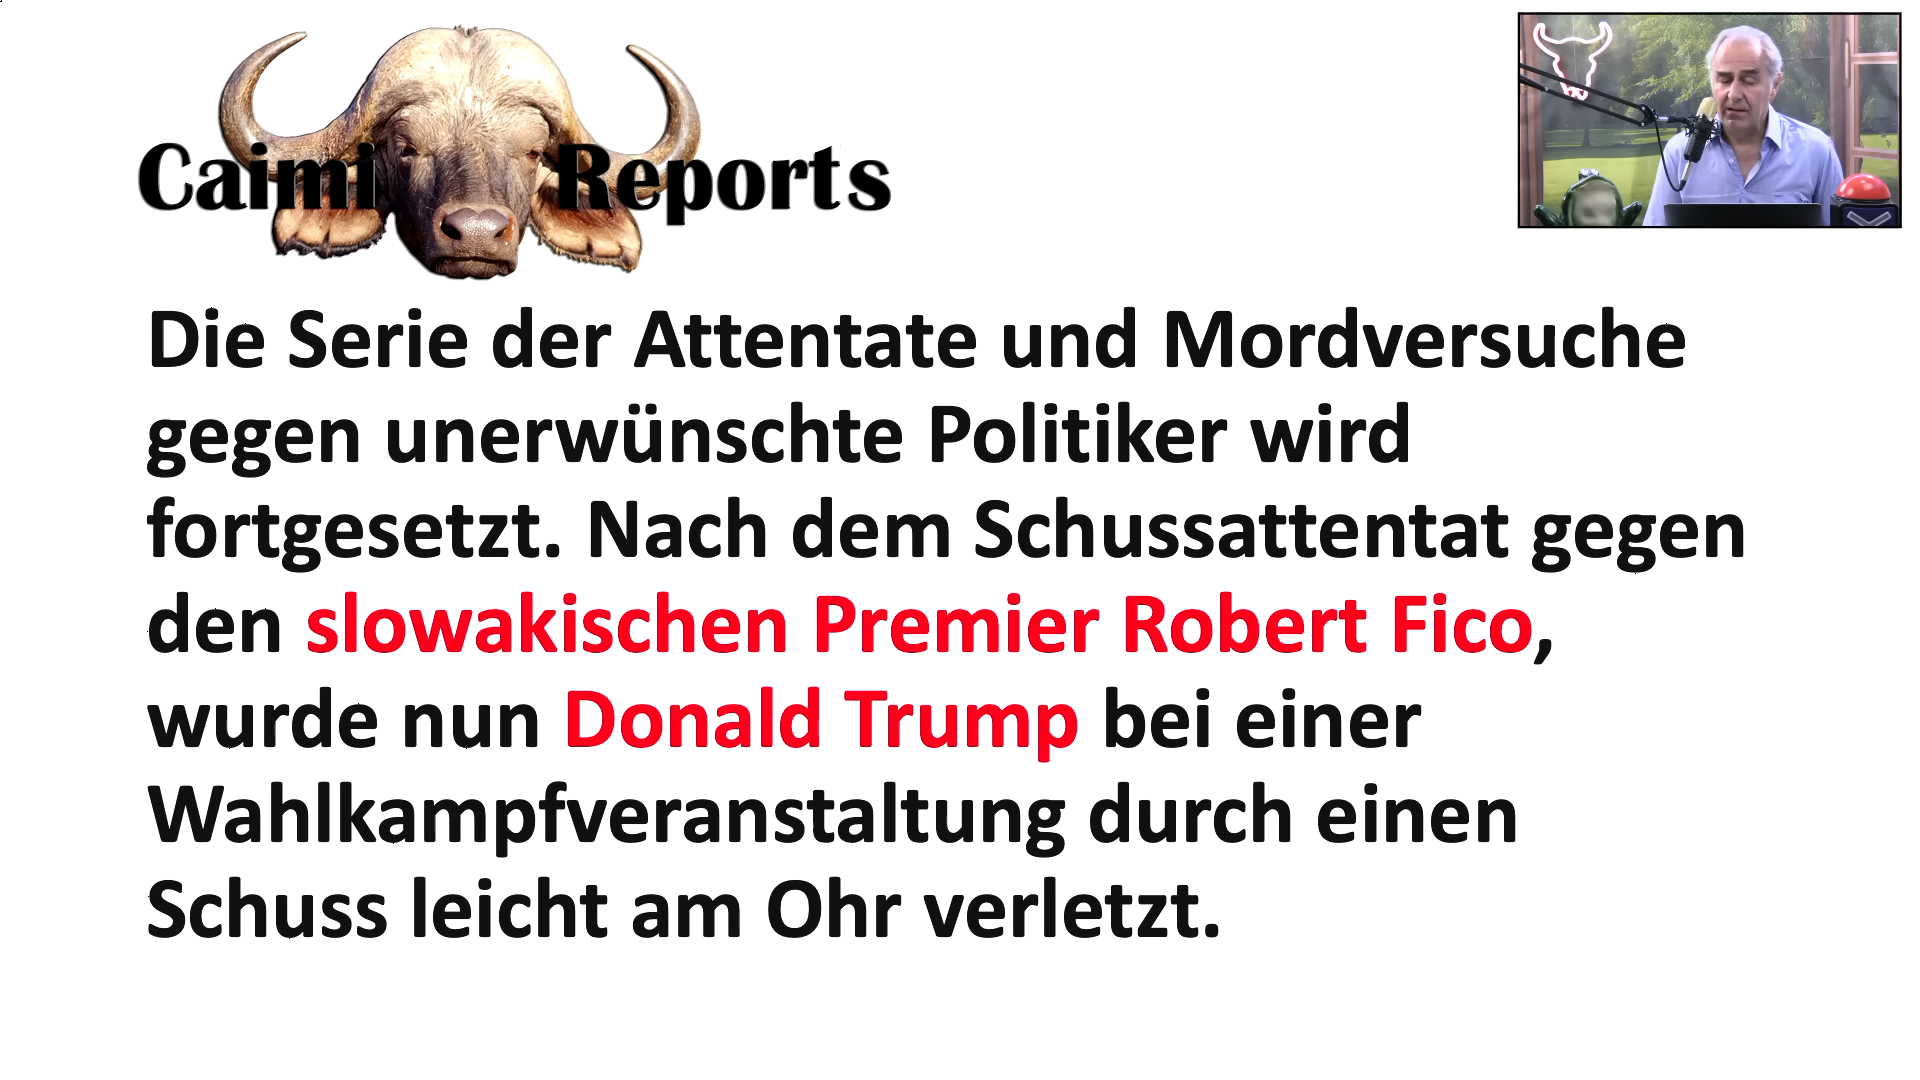 Caimi Reports
Die Serie der Attentate und Mordversuche
gegen unerwünschte Politiker wird
fortgesetzt. Nach dem Schussattentat gegen
den slowakischen Premier Robert Fico,
wurde nun Donald Trump bei einer
Wahlkampfveranstaltung durch einen
Schuss leicht am Ohr verletzt.